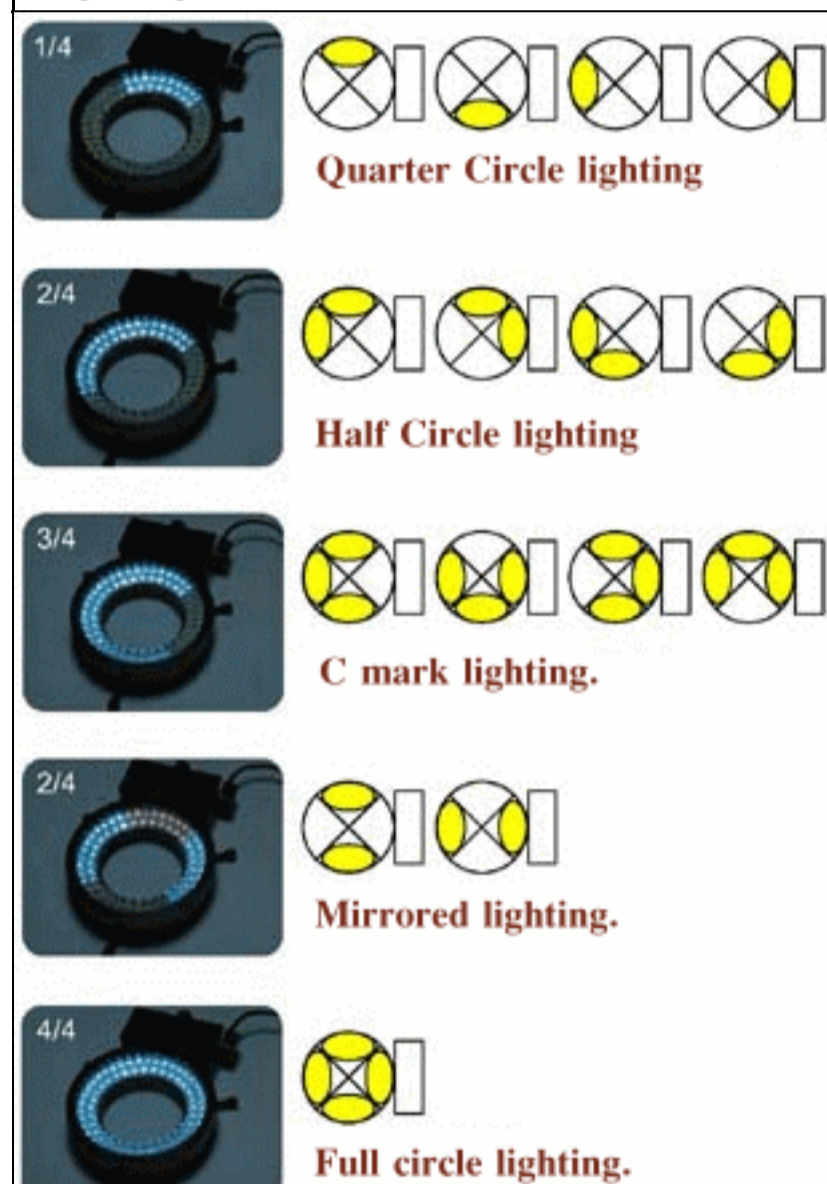 1/4
Quarter Circle lighting
2/4
Half Circle lighting
3/4
C mark lighting.
2/4
Mirrored lighting.
4/4
Full circle lighting.